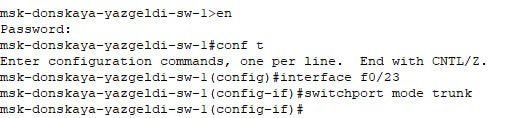 msk-donskaya-yazgeldi-sw-1>en
Password:
msk-donskaya-yazgeldi-sw-1#conf t
Enter configuration commands, one per line.  End with CNTL/Z.
msk-donskaya-yazgeldi-sw-1(config)#interface f0/23
msk-donskaya-yazgeldi-sw-1(config-if)#switchport mode trunk
msk-donskaya-yazgeldi-sw-1(config-if)#